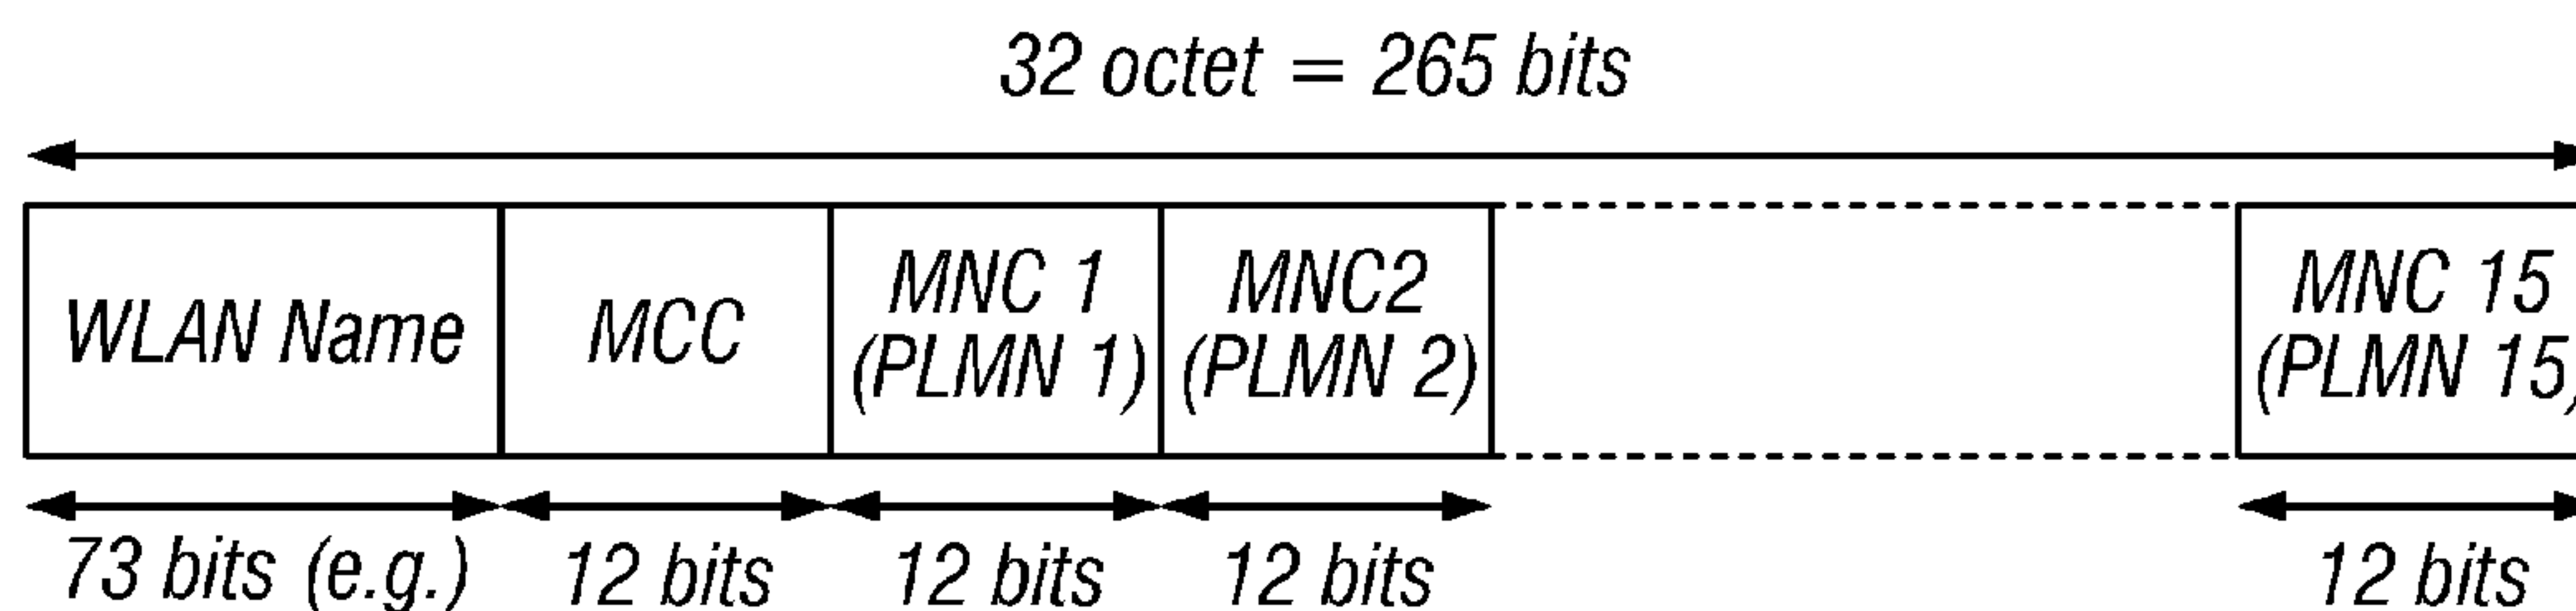 32 octet = 265 bits
WLAN Name
MCC
MNC 1
(PLMN 1)
MNC2
(PLMN 2)
MNC 15
(PLMN 15)
73 bits (e.g.)
12 bits
12 bits
12 bits
12 bits